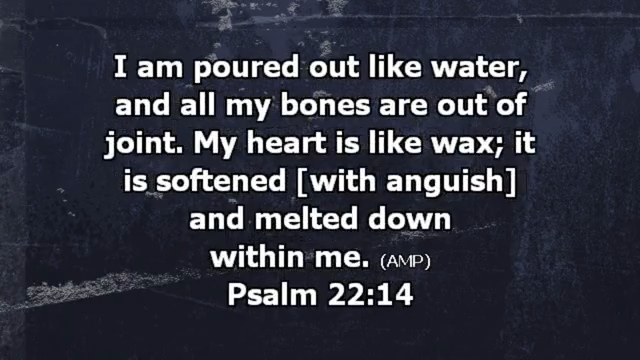 I am poured out like water,
and all my bones are out of
joint. My heart is like wax; it
is softened [with anguish]
and melted down
within me. (AMP)
Psalm 22:14